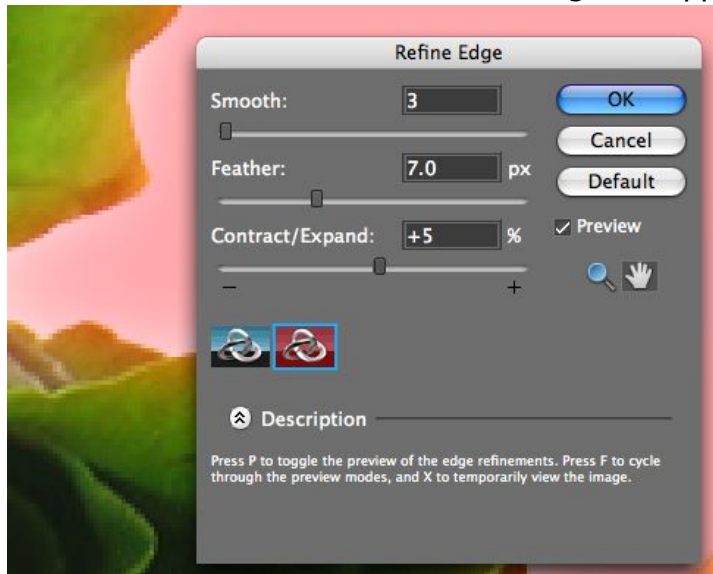 Refine Edge
Smooth: 3
OK
Cancel
Feather: 7.0 px
Default
Contract/Expand: +5 %
Preview
− +
Description
Press P to toggle the preview of the edge refinements. Press F to cycle
through the preview modes, and X to temporarily view the image.